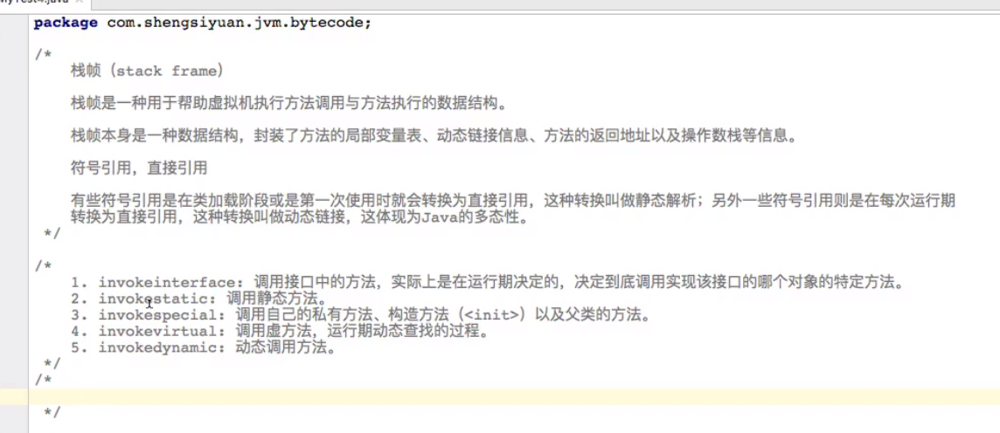 MyTest4.java
package com.shengsiyuan.jvm.bytecode;
/*
栈帧（stack frame）
栈帧是一种用于帮助虚拟机执行方法调用与方法执行的数据结构。
栈帧本身是一种数据结构，封装了方法的局部变量表、动态链接信息、方法的返回地址以及操作数栈等信息。
符号引用，直接引用
有些符号引用是在类加载阶段或是第一次使用时就会转换为直接引用，这种转换叫做静态解析；另外一些符号引用则是在每次运行期
转换为直接引用，这种转换叫做动态链接，这体现为Java的多态性。
*/
/*
1. invokeinterface：调用接口中的方法，实际上是在运行期决定的，决定到底调用实现该接口的哪个对象的特定方法。
2. invokestatic：调用静态方法。
3. invokespecial：调用自己的私有方法、构造方法（<init>）以及父类的方法。
4. invokevirtual：调用虚方法，运行期动态查找的过程。
5. invokedynamic：动态调用方法。
*/
/*
*/